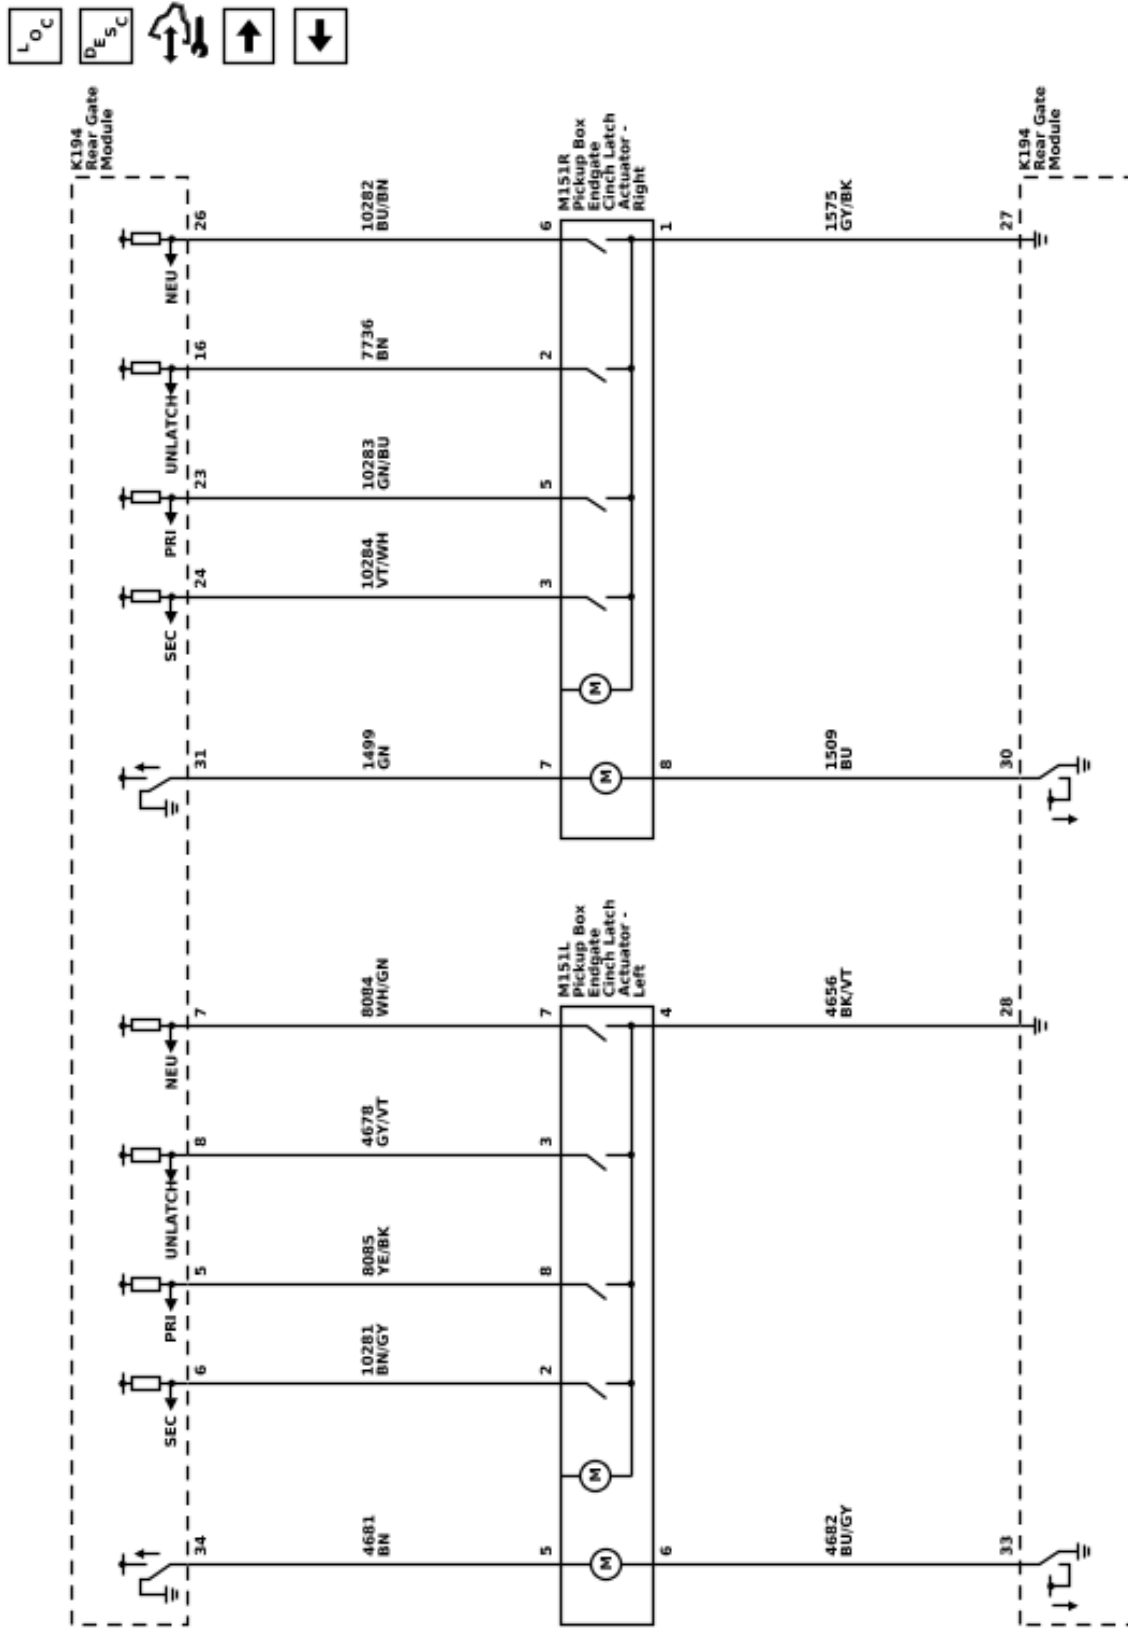 LOC
DESC
K194
Rear Gate
Module
34
6
5
8
7
31
24
23
16
26
SEC
PRI
UNLATCH
NEU
SEC
PRI
UNLATCH
NEU
4681
BN
10281
BN/GY
8085
YE/BK
4678
GY/VT
8084
WH/GN
1499
GN
10284
VT/WH
10283
GN/BU
7736
BN
10282
BU/BN
5
2
8
3
7
7
3
5
2
6
M151L
Pickup Box
Endgate
Cinch Latch
Actuator -
Left
M151R
Pickup Box
Endgate
Cinch Latch
Actuator -
Right
M
M
M
M
6
4
8
1
4682
BU/GY
4656
BK/VT
1509
BU
1575
GY/BK
33
28
30
27
K194
Rear Gate
Module